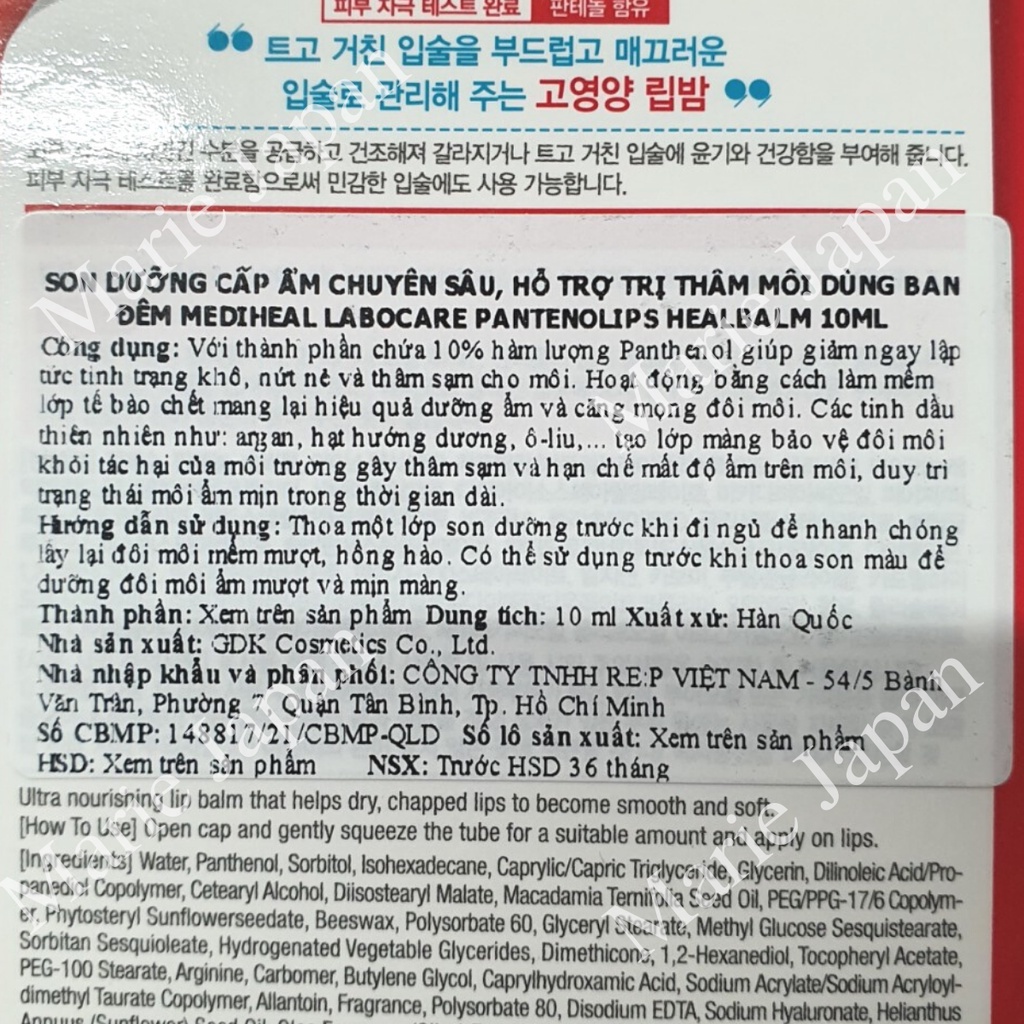 피부 자극 테스트 완료 판테놀 함유
트고 거친 입술을 부드럽고 매끄러운
입술로 관리해 주는 고영양 립밤
수분을 공급하고 건조해져 갈라지거나 트고 거친 입술에 윤기와 건강함을 부여해 줍니다.
피부 자극 테스트를 완료함으로써 민감한 입술에도 사용 가능합니다.
SON DƯỠNG CẤP ẨM CHUYÊN SÂU, HỖ TRỢ TRỊ THÂM MÔI DÙNG BAN
ĐÊM MEDIHEAL LABOCARE PANTENOLIPS HEALBALM 10ML
Công dụng: Với thành phần chứa 10% hàm lượng Panthenol giúp giảm ngay lập
tức tình trạng khô, nứt nẻ và thâm sạm cho môi. Hoạt động bằng cách làm mềm
lớp tế bào chết mang lại hiệu quả dưỡng ẩm và căng mọng đôi môi. Các tinh dầu
thiên nhiên như: argan, hạt hướng dương, ô-liu,... tạo lớp màng bảo vệ đôi môi
khỏi tác hại của môi trường gây thâm sạm và hạn chế mất độ ẩm trên môi, duy trì
trạng thái môi ẩm mịn trong thời gian dài.
Hướng dẫn sử dụng: Thoa một lớp son dưỡng trước khi đi ngủ để nhanh chóng
lấy lại đôi môi mềm mượt, hồng hào. Có thể sử dụng trước khi thoa son màu để
dưỡng đôi môi ẩm mượt và mịn màng.
Thành phần: Xem trên sản phẩm Dung tích: 10 ml Xuất xứ: Hàn Quốc
Nhà sản xuất: GDK Cosmetics Co., Ltd.
Nhà nhập khẩu và phân phối: CÔNG TY TNHH RE:P VIỆT NAM - 54/5 Bành
Văn Trân, Phường 7, Quận Tân Bình, Tp. Hồ Chí Minh
Số CBMP: 148817/21/CBMP-QLD Số lô sản xuất: Xem trên sản phẩm
HSD: Xem trên sản phẩm NSX: Trước HSD 36 tháng
Ultra nourishing lip balm that helps dry, chapped lips to become smooth and soft.
[How To Use] Open cap and gently squeeze the tube for a suitable amount and apply on lips.
[Ingredients] Water, Panthenol, Sorbitol, Isohexadecane, Caprylic/Capric Triglyceride, Glycerin, Dilinoleic Acid/Pro-
panediol Copolymer, Cetearyl Alcohol, Diisostearyl Malate, Macadamia Ternifolia Seed Oil, PEG/PPG-17/6 Copolym-
er, Phytosteryl Sunflowerseedate, Beeswax, Polysorbate 60, Glyceryl Stearate, Methyl Glucose Sesquistearate,
Sorbitan Sesquioleate, Hydrogenated Vegetable Glycerides, Dimethicone, 1,2-Hexanediol, Tocopheryl Acetate,
PEG-100 Stearate, Arginine, Carbomer, Butylene Glycol, Caprylhydroxamic Acid, Sodium Acrylate/Sodium Acryloyl-
dimethyl Taurate Copolymer, Allantoin, Fragrance, Polysorbate 80, Disodium EDTA, Sodium Hyaluronate, Helianthus
Annuus (Sunflower) Seed Oil
Marie Japan
Marie Japan
Marie Japan
Marie Japan